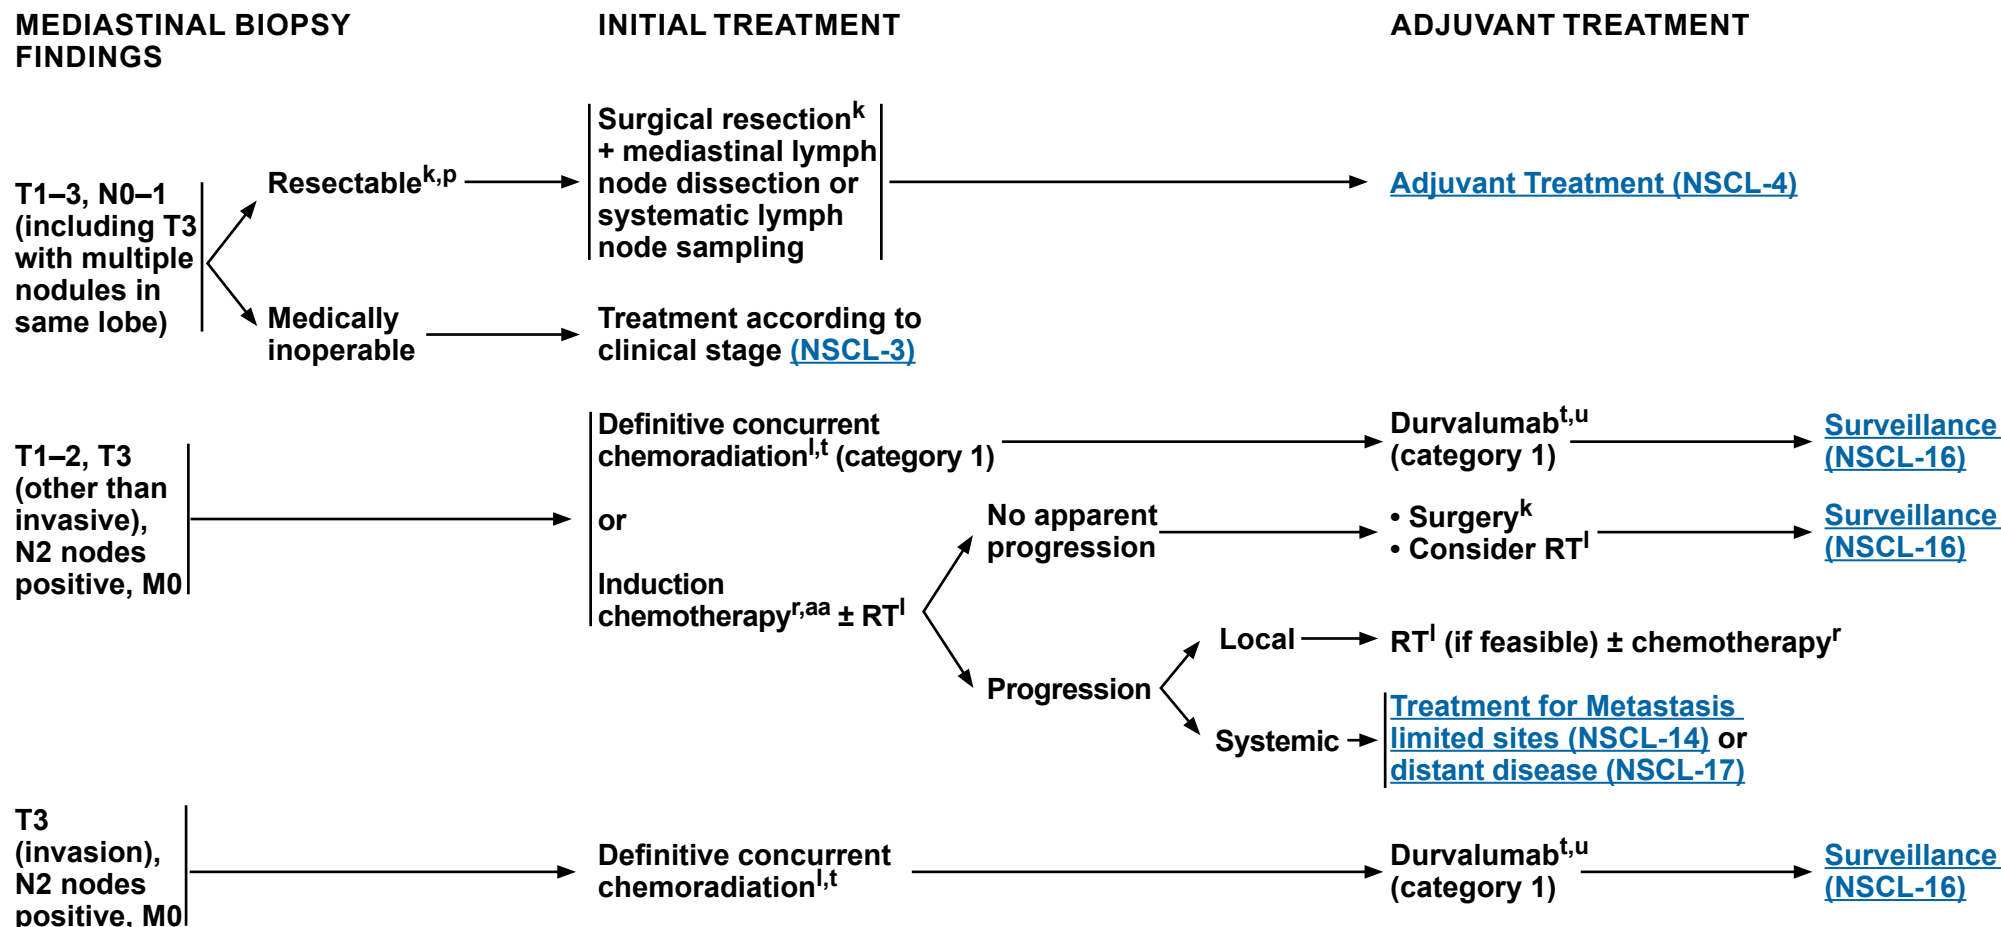 MEDIASTINAL BIOPSY
FINDINGS
INITIAL TREATMENT
ADJUVANT TREATMENT
T1–3, N0–1
(including T3
with multiple
nodules in
same lobe)
Resectablek,p
Surgical resectionk
+ mediastinal lymph
node dissection or
systematic lymph
node sampling
Adjuvant Treatment (NSCL-4)
Medically
inoperable
Treatment according to
clinical stage (NSCL-3)
T1–2, T3
(other than
invasive),
N2 nodes
positive, M0
Definitive concurrent
chemoradiationl,t (category 1)
Durvalumabt,u
(category 1)
Surveillance
(NSCL-16)
or
Induction
chemotherapyr,aa ± RTl
No apparent
progression
• Surgeryk
• Consider RTl
Surveillance
(NSCL-16)
Progression
Local
RTl (if feasible) ± chemotherapyr
Systemic
Treatment for Metastasis
limited sites (NSCL-14) or
distant disease (NSCL-17)
T3
(invasion),
N2 nodes
positive, M0
Definitive concurrent
chemoradiationl,t
Durvalumabt,u
(category 1)
Surveillance
(NSCL-16)